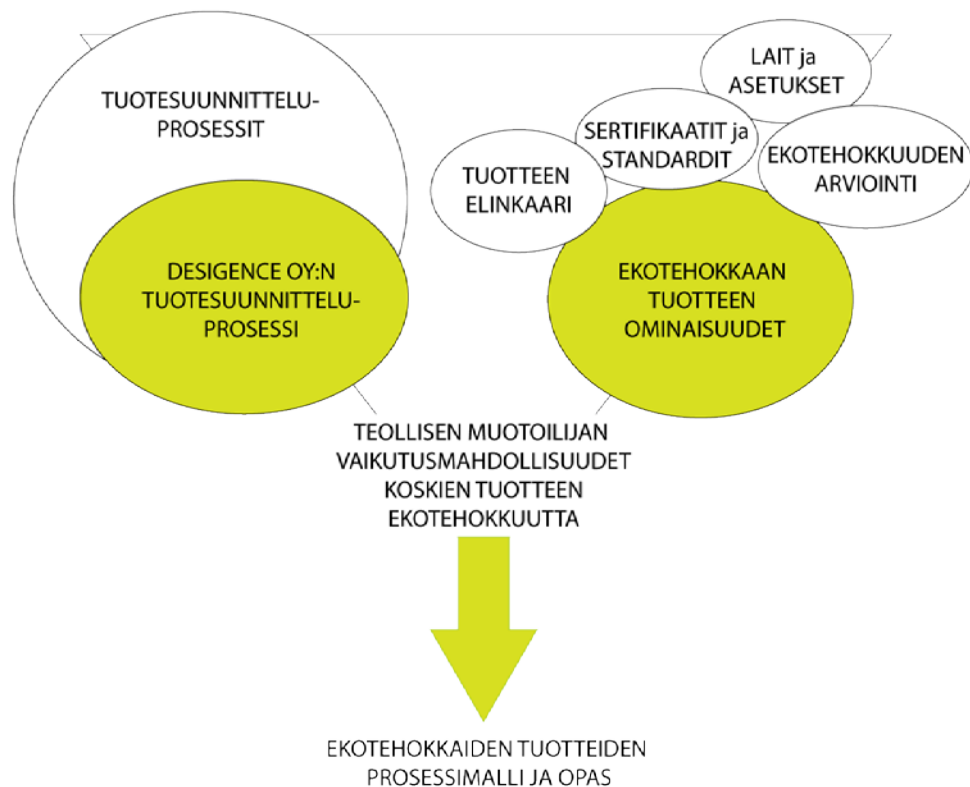 TUOTESUUNNITTELU-
PROSESSIT
DESIGENCE OY:N
TUOTESUUNNITTELU-
PROSESSI
LAIT ja
ASETUKSET
SERTIFIKAATIT ja
STANDARDIT
EKOTEHOKKUUDEN
ARVIOINTI
TUOTTEEN
ELINKAARI
EKOTEHOKKAAN
TUOTTEEN
OMINAISUUDET
TEOLLISEN MUOTOILIJAN
VAIKUTUSMAHDOLLISUUDET
KOSKIEN TUOTTEEN
EKOTEHOKKUUTTA
EKOTEHOKKAIDEN TUOTTEIDEN
PROSESSIMALLI JA OPAS